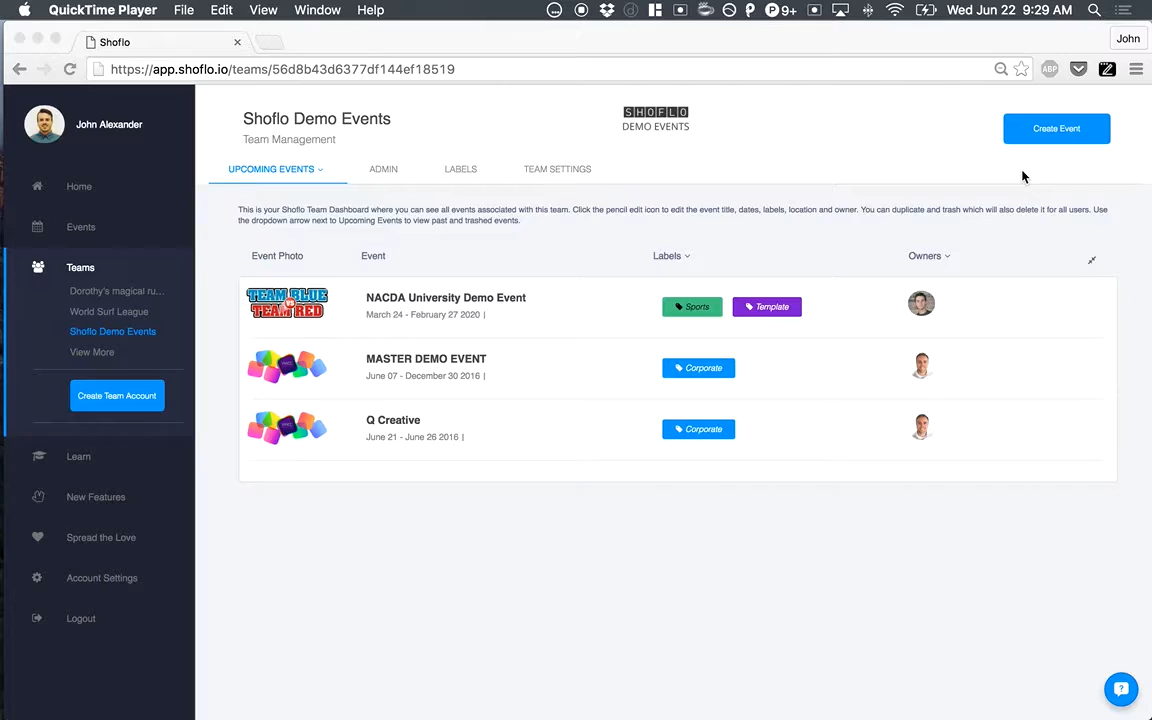 QuickTime Player File Edit View Window Help 9+ Wed Jun 22 9:29 AM
Shoflo
John
https://app.shoflo.io/teams/56d8b43d6377df144ef18519
ABP
John Alexander
Home
Events
Teams
Dorothy's magical ru...
World Surf League
Shoflo Demo Events
View More
Create Team Account
Learn
New Features
Spread the Love
Account Settings
Logout
Shoflo Demo Events
Team Management
SHOFLO
DEMO EVENTS
Create Event
UPCOMING EVENTS ADMIN LABELS TEAM SETTINGS
This is your Shoflo Team Dashboard where you can see all events associated with this team. Click the pencil edit icon to edit the event title, dates, labels, location and owner. You can duplicate and trash which will also delete it for all users. Use
the dropdown arrow next to Upcoming Events to view past and trashed events.
Event Photo Event Labels Owners
TEAM BLUE
VS
TEAM RED
NACDA University Demo Event
March 24 - February 27 2020 |
Sports Template
MASTER DEMO EVENT
June 07 - December 30 2016 |
Corporate
Q Creative
June 21 - June 26 2016 |
Corporate